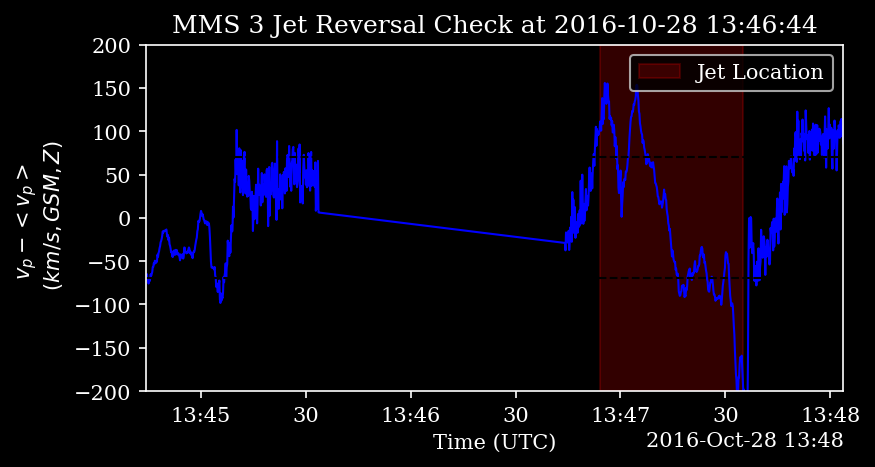 MMS 3 Jet Reversal Check at 2016-10-28 13:46:44
Jet Location
200
150
100
50
0
−50
−100
−150
−200
v_p − < v_p >
(km/s, GSM, Z)
13:45
30
13:46
30
13:47
30
13:48
Time (UTC)
2016-Oct-28 13:48